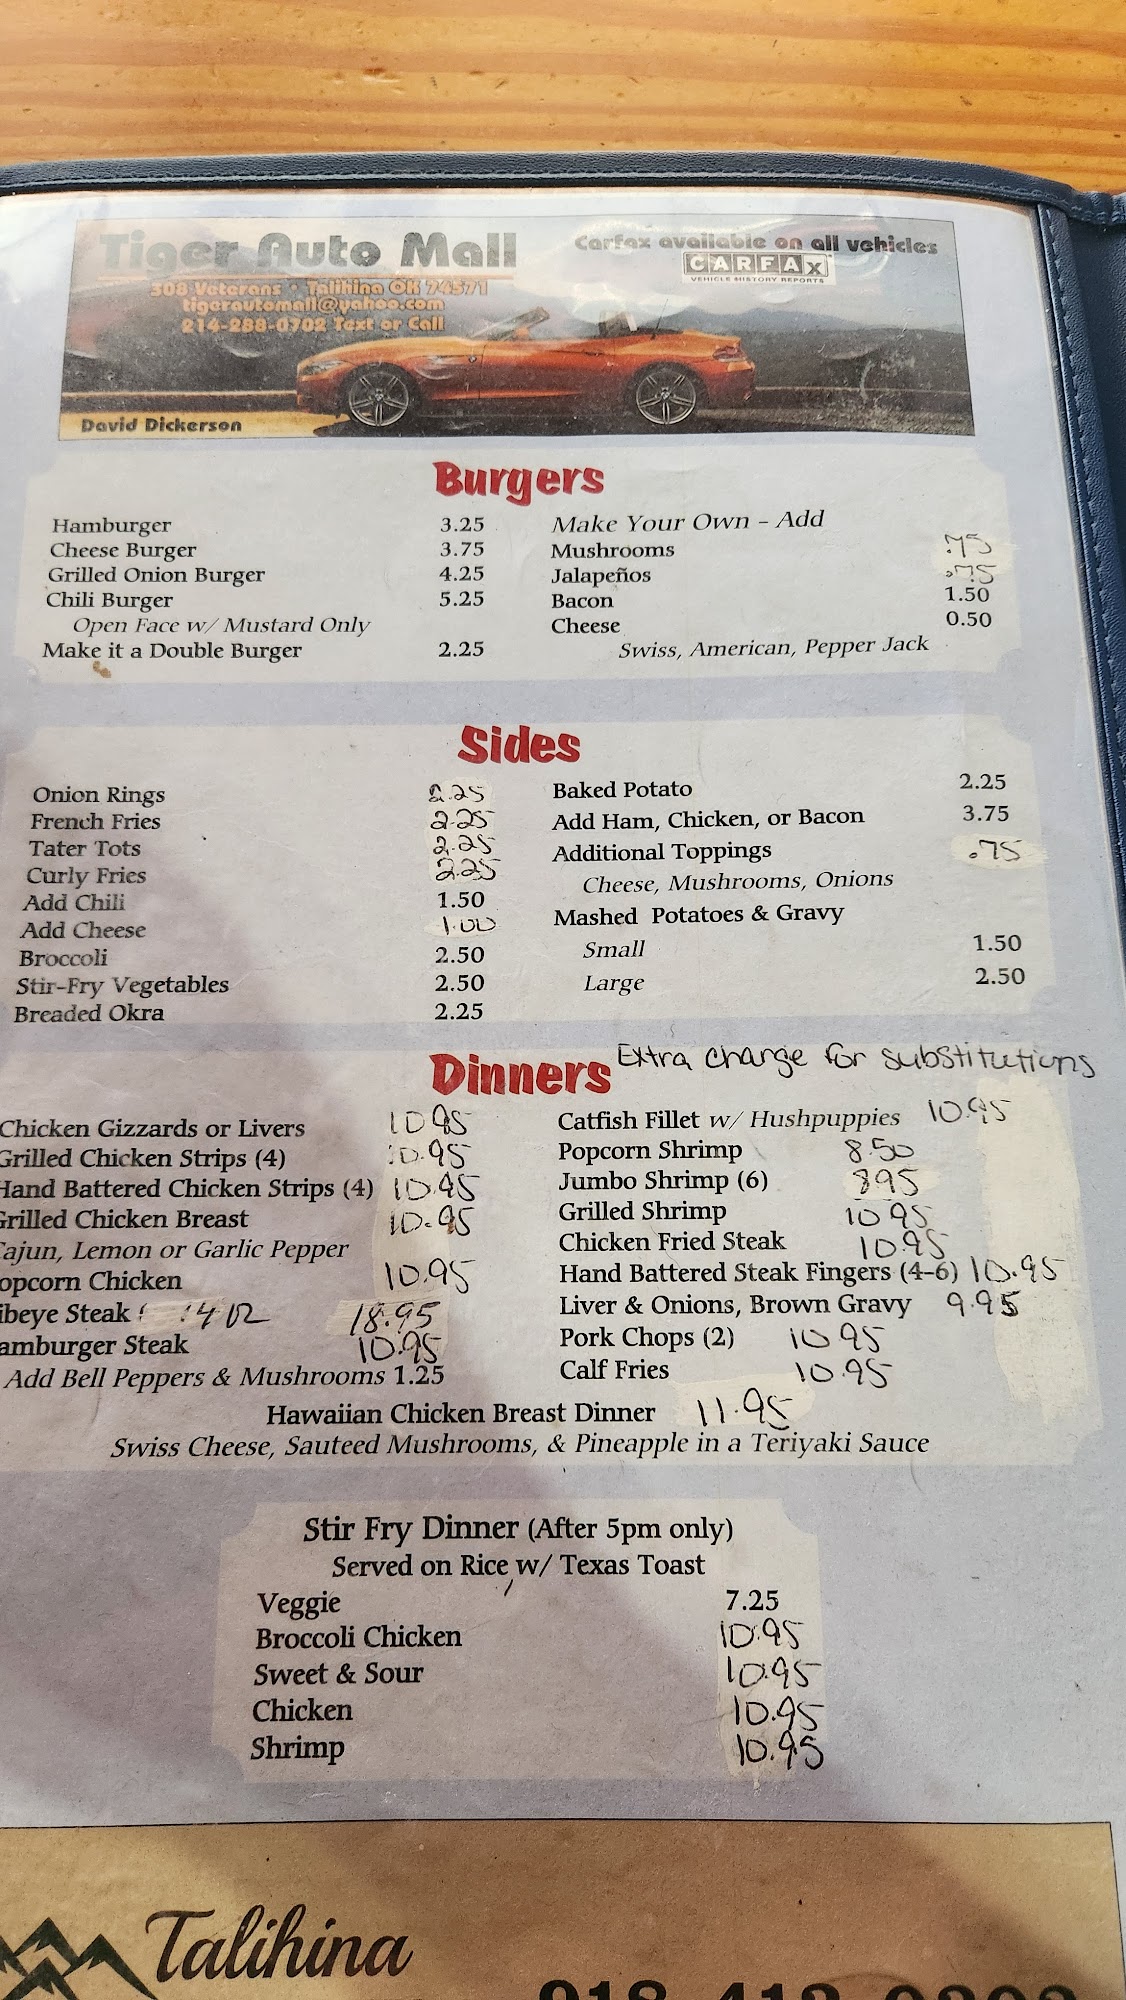 Tiger Auto Mall
Carfax available on all vehicles
CARFAX
VEHICLE HISTORY REPORTS
308 Veterans • Talihina OK 74571
tigerautomall@yahoo.com
214-288-0702 Text or Call
David Dickerson
Burgers
Hamburger 3.25
Cheese Burger 3.75
Grilled Onion Burger 4.25
Chili Burger 5.25
Open Face w/ Mustard Only
Make it a Double Burger 2.25
Make Your Own - Add
Mushrooms .75
Jalapeños .75
Bacon 1.50
Cheese 0.50
Swiss, American, Pepper Jack
Sides
Onion Rings 2.25
French Fries 2.25
Tater Tots 2.25
Curly Fries 2.25
Add Chili 1.50
Add Cheese 1.00
Broccoli 2.50
Stir-Fry Vegetables 2.50
Breaded Okra 2.25
Baked Potato 2.25
Add Ham, Chicken, or Bacon 3.75
Additional Toppings .75
Cheese, Mushrooms, Onions
Mashed Potatoes & Gravy
Small 1.50
Large 2.50
Dinners Extra charge for substitutions
Chicken Gizzards or Livers 10.95
Grilled Chicken Strips (4) 10.95
Hand Battered Chicken Strips (4) 10.95
Grilled Chicken Breast 10.95
Cajun, Lemon or Garlic Pepper
opcorn Chicken 10.95
ibeye Steak 14 oz 18.95
amburger Steak 10.95
Add Bell Peppers & Mushrooms 1.25
Catfish Fillet w/ Hushpuppies 10.95
Popcorn Shrimp 8.50
Jumbo Shrimp (6) 895
Grilled Shrimp 10 95
Chicken Fried Steak 10.95
Hand Battered Steak Fingers (4-6) 10.95
Liver & Onions, Brown Gravy 9.95
Pork Chops (2) 10 95
Calf Fries 10.95
Hawaiian Chicken Breast Dinner 11.95
Swiss Cheese, Sauteed Mushrooms, & Pineapple in a Teriyaki Sauce
Stir Fry Dinner (After 5pm only)
Served on Rice w/ Texas Toast
Veggie 7.25
Broccoli Chicken 10.95
Sweet & Sour 10.95
Chicken 10.95
Shrimp 10.95
Talihina